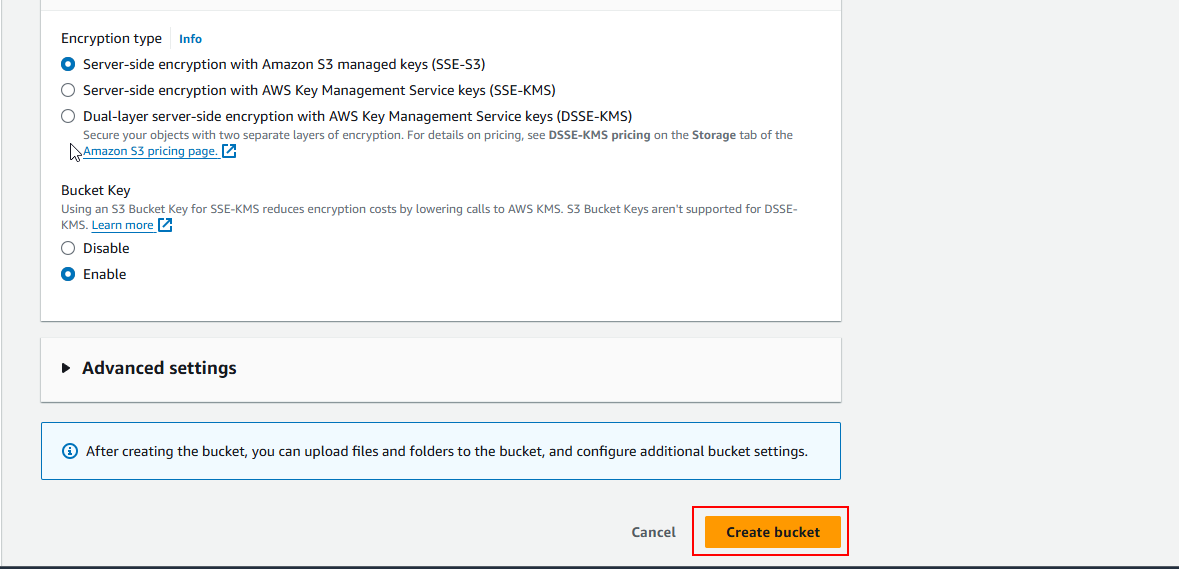 Encryption type Info
Server-side encryption with Amazon S3 managed keys (SSE-S3)
Server-side encryption with AWS Key Management Service keys (SSE-KMS)
Dual-layer server-side encryption with AWS Key Management Service keys (DSSE-KMS)
Secure your objects with two separate layers of encryption. For details on pricing, see DSSE-KMS pricing on the Storage tab of the
Amazon S3 pricing page.
Bucket Key
Using an S3 Bucket Key for SSE-KMS reduces encryption costs by lowering calls to AWS KMS. S3 Bucket Keys aren't supported for DSSE-
KMS. Learn more
Disable
Enable
Advanced settings
After creating the bucket, you can upload files and folders to the bucket, and configure additional bucket settings.
Cancel Create bucket